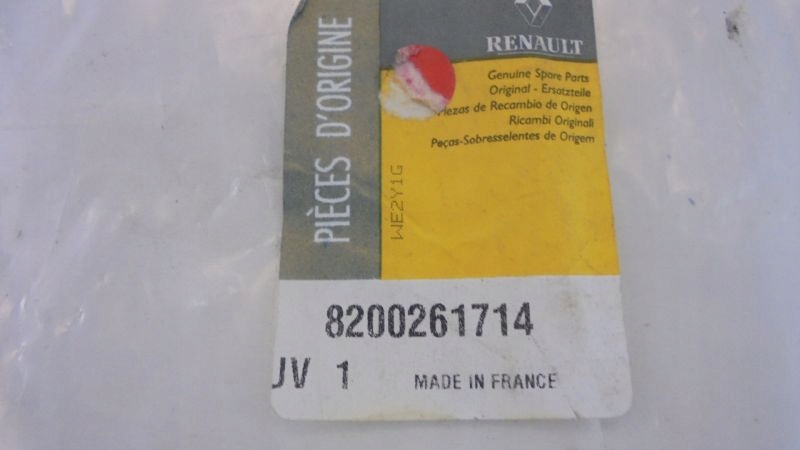 RENAULT
PIÈCES D'ORIGINE
Genuine Spare Parts
Original - Ersatzteile
Piezas de Recambio de Origen
Ricambi Originali
Peças-Sobresselentes de Origem
WE2Y1G
8200261714
UV 1
MADE IN FRANCE